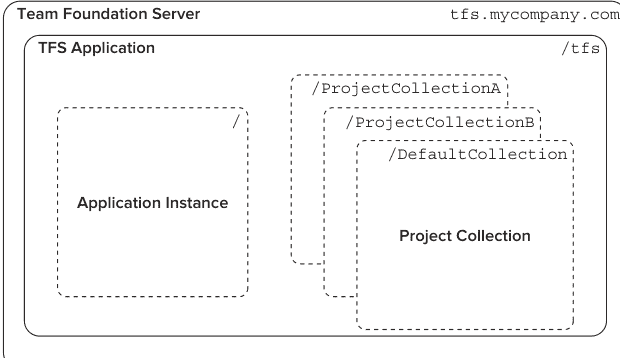 Team Foundation Server
tfs.mycompany.com
TFS Application
/tfs
/ProjectCollectionA
/
/ProjectCollectionB
/DefaultCollection
Application Instance
Project Collection